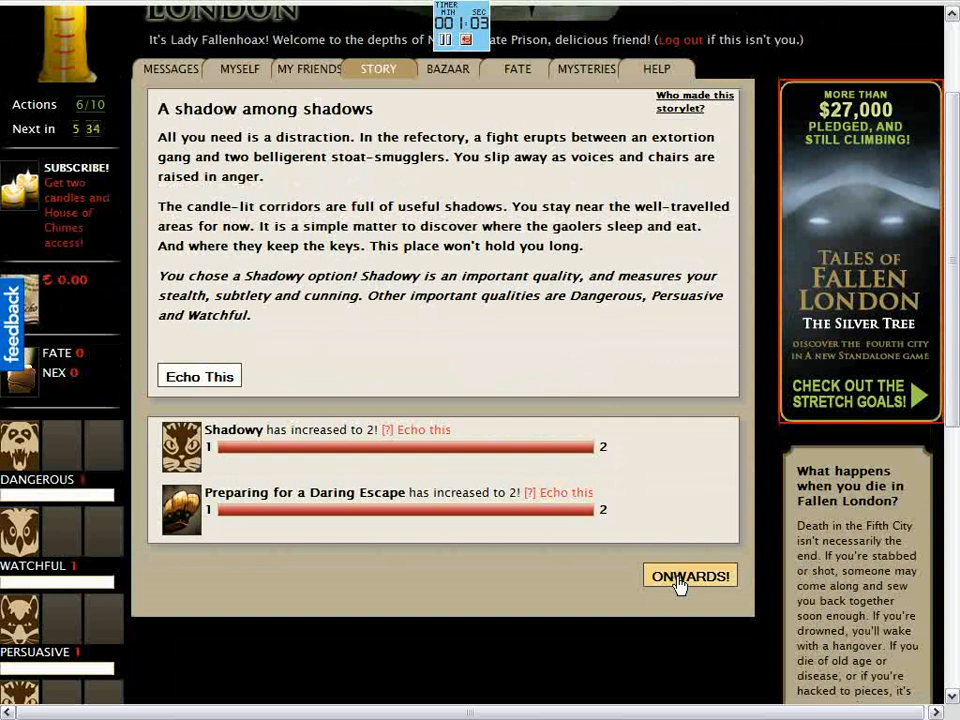 LONDON
TIMER
MIN SEC
001:03
It's Lady Fallenhoax! Welcome to the depths of N ate Prison, delicious friend! (Log out if this isn't you.)
MESSAGES MYSELF MY FRIENDS STORY BAZAAR FATE MYSTERIES HELP
Actions 6/10
Next in 5 34
SUBSCRIBE!
Get two
candles and
House of
Chimes
access!
0.00
feedback
FATE 0
NEX 0
DANGEROUS 1
WATCHFUL 1
PERSUASIVE 1
A shadow among shadows
Who made this
storylet?
All you need is a distraction. In the refectory, a fight erupts between an extortion
gang and two belligerent stoat-smugglers. You slip away as voices and chairs are
raised in anger.
The candle-lit corridors are full of useful shadows. You stay near the well-travelled
areas for now. It is a simple matter to discover where the gaolers sleep and eat.
And where they keep the keys. This place won't hold you long.
You chose a Shadowy option! Shadowy is an important quality, and measures your
stealth, subtlety and cunning. Other important qualities are Dangerous, Persuasive
and Watchful.
Echo This
Shadowy has increased to 2! [?] Echo this
1 2
Preparing for a Daring Escape has increased to 2! [?] Echo this
1 2
ONWARDS!
MORE THAN
$27,000
PLEDGED, AND
STILL CLIMBING!
TALES OF
FALLEN
LONDON
THE SILVER TREE
DISCOVER THE FOURTH CITY
IN A NEW STANDALONE GAME
CHECK OUT THE
STRETCH GOALS!
What happens
when you die in
Fallen London?
Death in the Fifth City
isn't necessarily the
end. If you're stabbed
or shot, someone may
come along and sew
you back together
soon enough. If you're
drowned, you'll wake
with a hangover. If you
die of old age or
disease, or if you're
hacked to pieces, it's